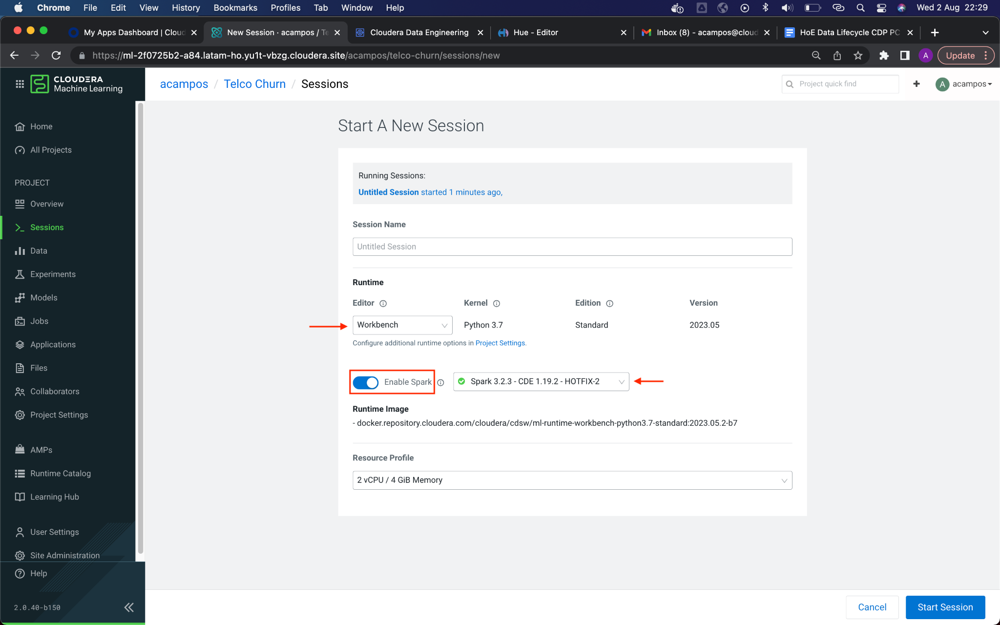 Chrome File Edit View History Bookmarks Profiles Tab Window Help Wed 2 Aug 22:29
My Apps Dashboard | Cloud
New Session · acampos / Te
Cloudera Data Engineering
Hue - Editor
Inbox (8) - acampos@cloud
HoE Data Lifecycle CDP PC
https://ml-2f0725b2-a84.latam-ho.yu1t-vbzg.cloudera.site/acampos/telco-churn/sessions/new
A
Update
CLOUDERA
Machine Learning
acampos / Telco Churn / Sessions
Project quick find
A acampos
Home
All Projects
PROJECT
Overview
Sessions
Data
Experiments
Models
Jobs
Applications
Files
Collaborators
Project Settings
AMPs
Runtime Catalog
Learning Hub
User Settings
Site Administration
Help
2.0.40-b150
Start A New Session
Running Sessions:
Untitled Session started 1 minutes ago,
Session Name
Untitled Session
Runtime
Editor Kernel Edition Version
Workbench Python 3.7 Standard 2023.05
Configure additional runtime options in Project Settings.
Enable Spark Spark 3.2.3 - CDE 1.19.2 - HOTFIX-2
Runtime Image
- docker.repository.cloudera.com/cloudera/cdsw/ml-runtime-workbench-python3.7-standard:2023.05.2-b7
Resource Profile
2 vCPU / 4 GiB Memory
Cancel Start Session